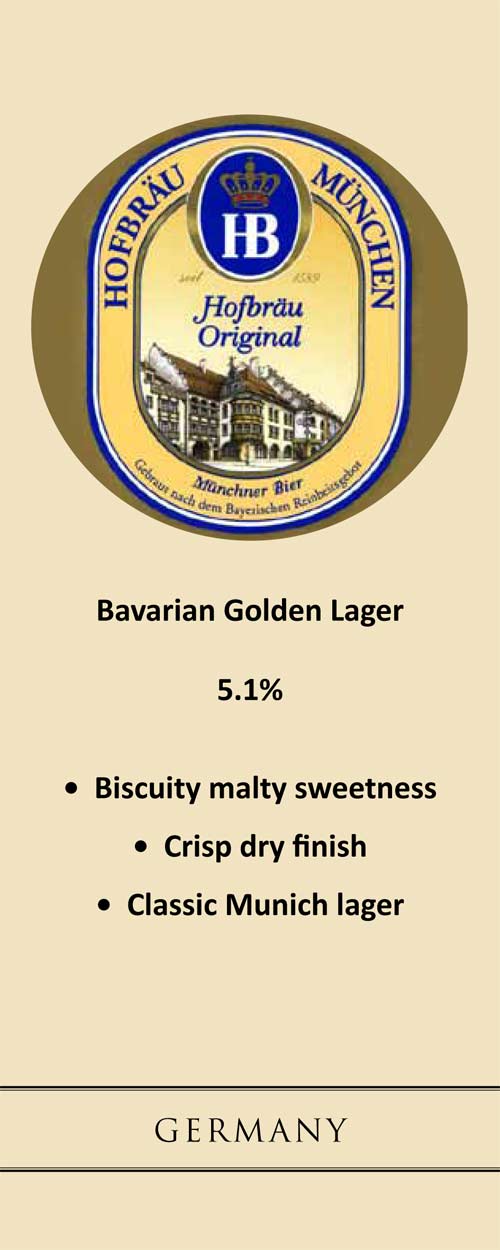 HOFBRÄU MÜNCHEN
HB
seit 1589
Hofbräu
Original
Münchner Bier
Gebraut nach dem Bayerischen Reinheitsgebot
Bavarian Golden Lager
5.1%
• Biscuity malty sweetness
• Crisp dry finish
• Classic Munich lager
GERMANY